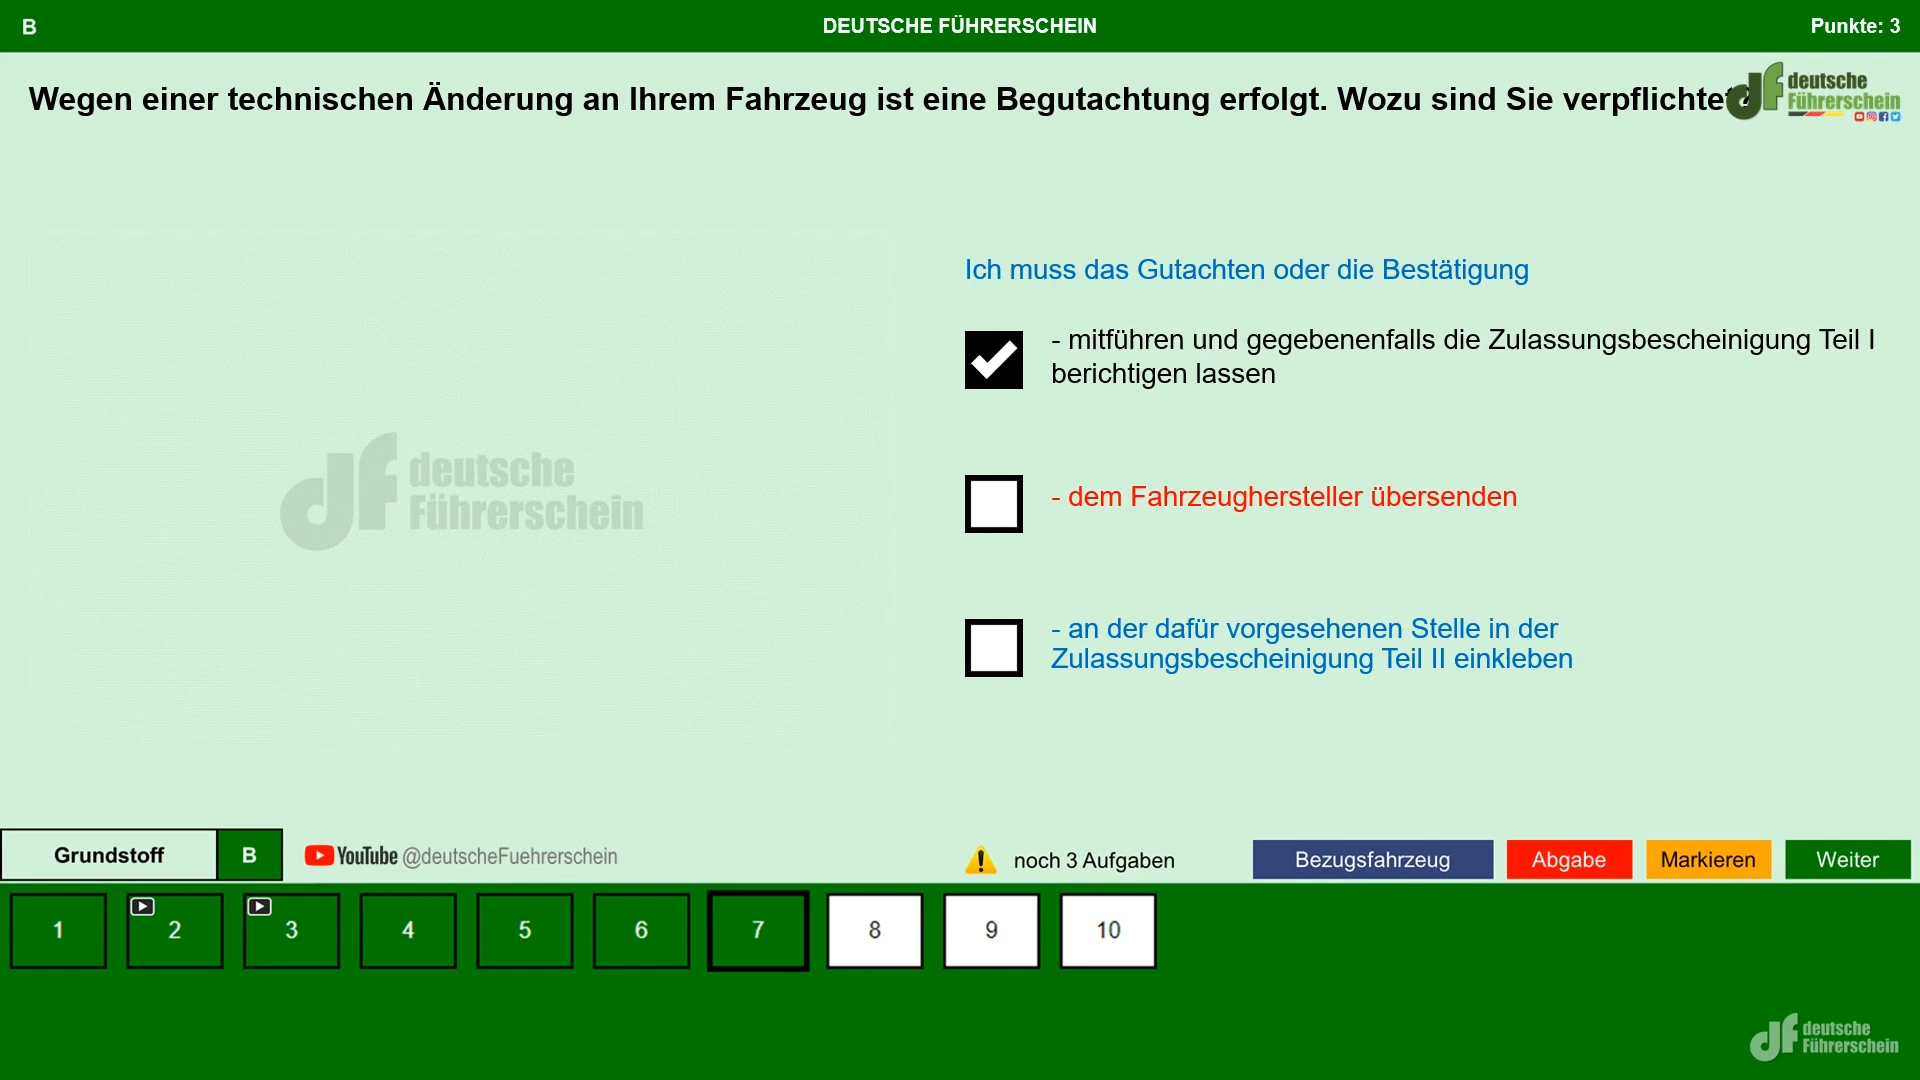 B
DEUTSCHE FÜHRERSCHEIN
Punkte: 3
Wegen einer technischen Änderung an Ihrem Fahrzeug ist eine Begutachtung erfolgt. Wozu sind Sie verpflichtet?
deutsche
Führerschein
Ich muss das Gutachten oder die Bestätigung
- mitführen und gegebenenfalls die Zulassungsbescheinigung Teil I
berichtigen lassen
deutsche
Führerschein
- dem Fahrzeughersteller übersenden
- an der dafür vorgesehenen Stelle in der
Zulassungsbescheinigung Teil II einkleben
Grundstoff
B
YouTube @deutscheFuehrerschein
noch 3 Aufgaben
Bezugsfahrzeug
Abgabe
Markieren
Weiter
1
2
3
4
5
6
7
8
9
10
deutsche
Führerschein